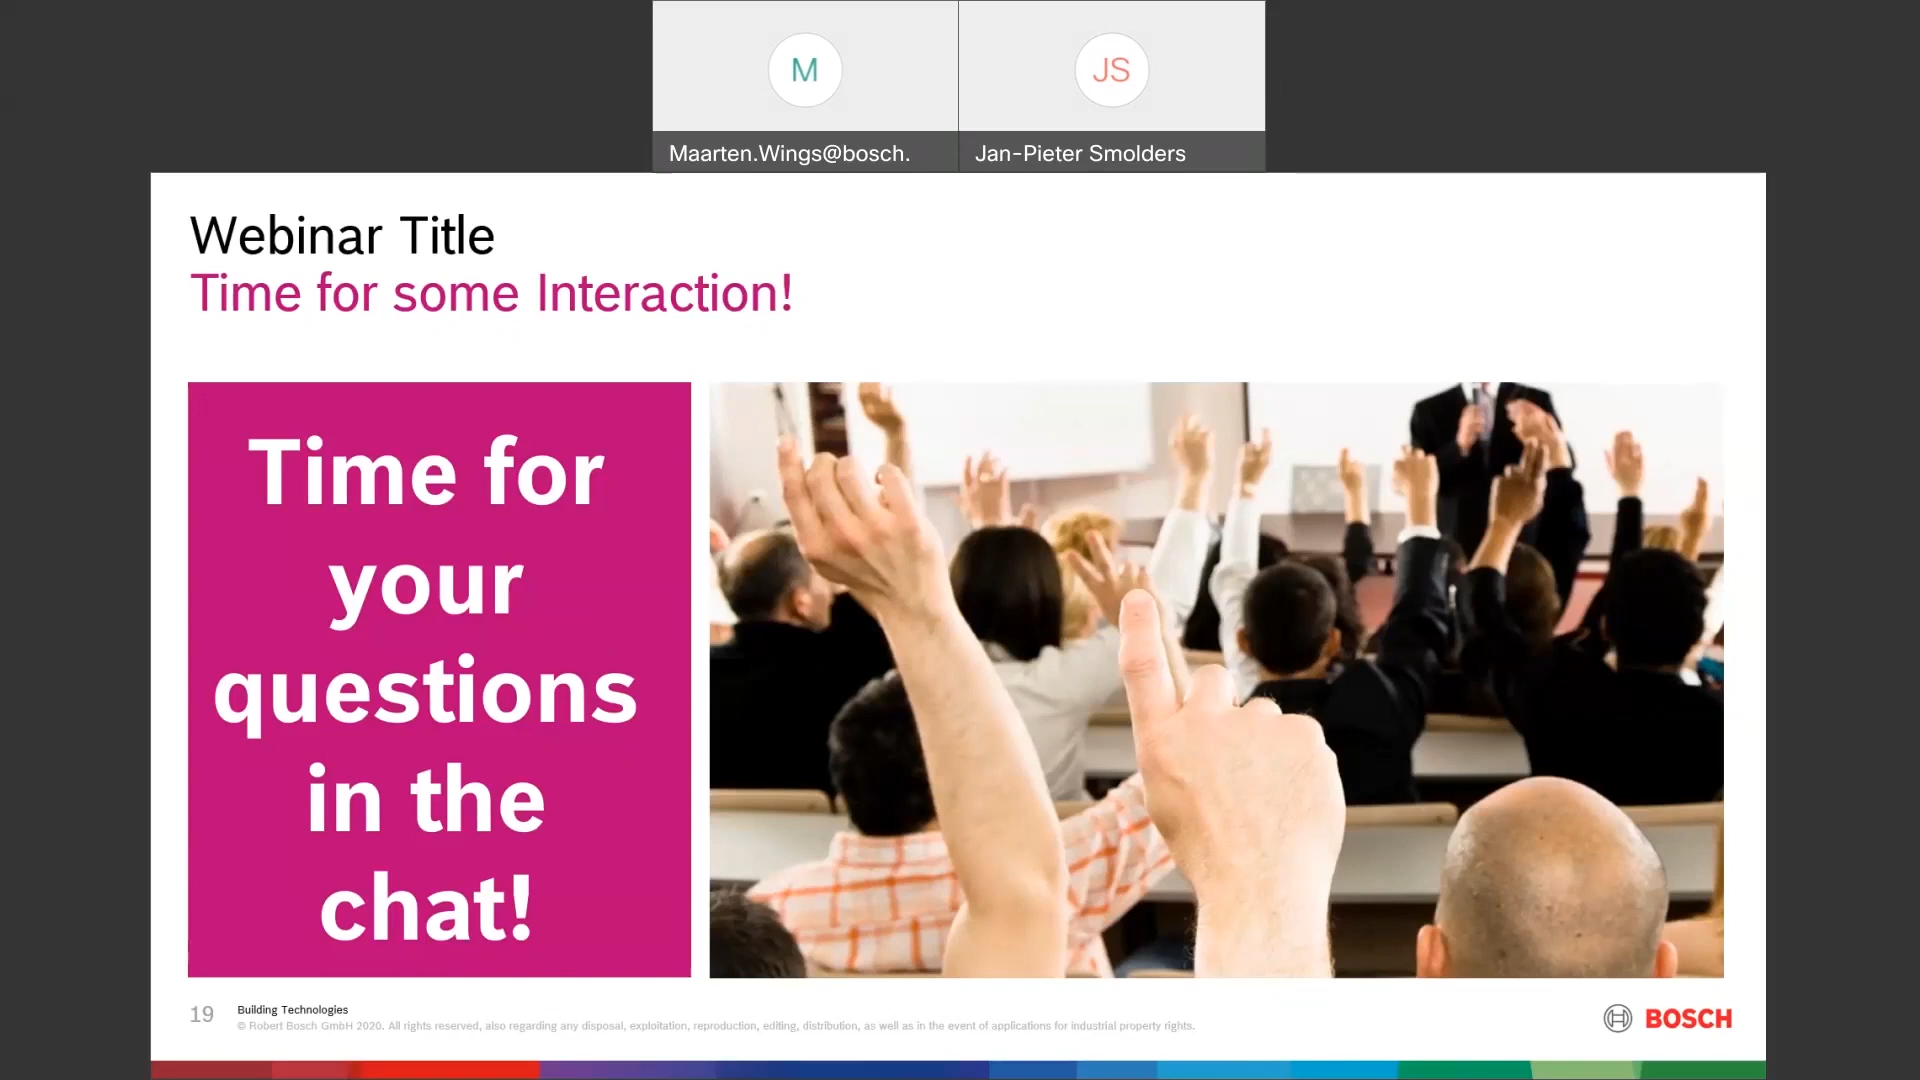 M
JS
Maarten.Wings@bosch.
Jan-Pieter Smolders
Webinar Title
Time for some Interaction!
Time for
your
questions
in the
chat!
19
Building Technologies
© Robert Bosch GmbH 2020. All rights reserved, also regarding any disposal, exploitation, reproduction, editing, distribution, as well as in the event of applications for industrial property rights.
BOSCH